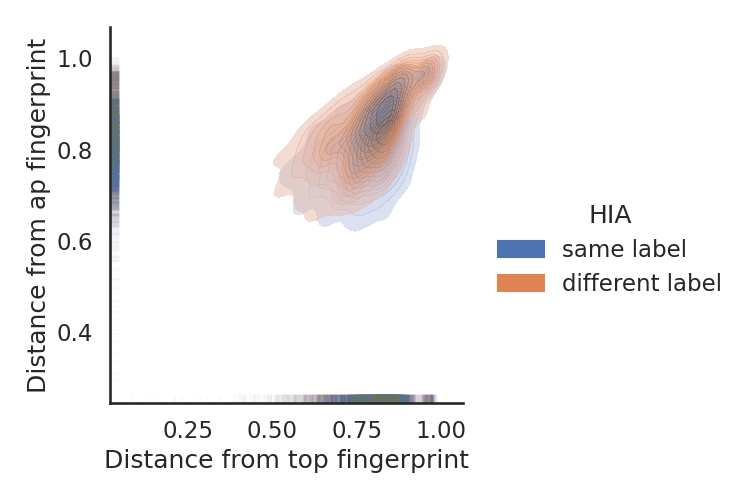 Distance from ap fingerprint
1.0
0.8
0.6
0.4
0.25 0.50 0.75 1.00
Distance from top fingerprint
HIA
same label
different label